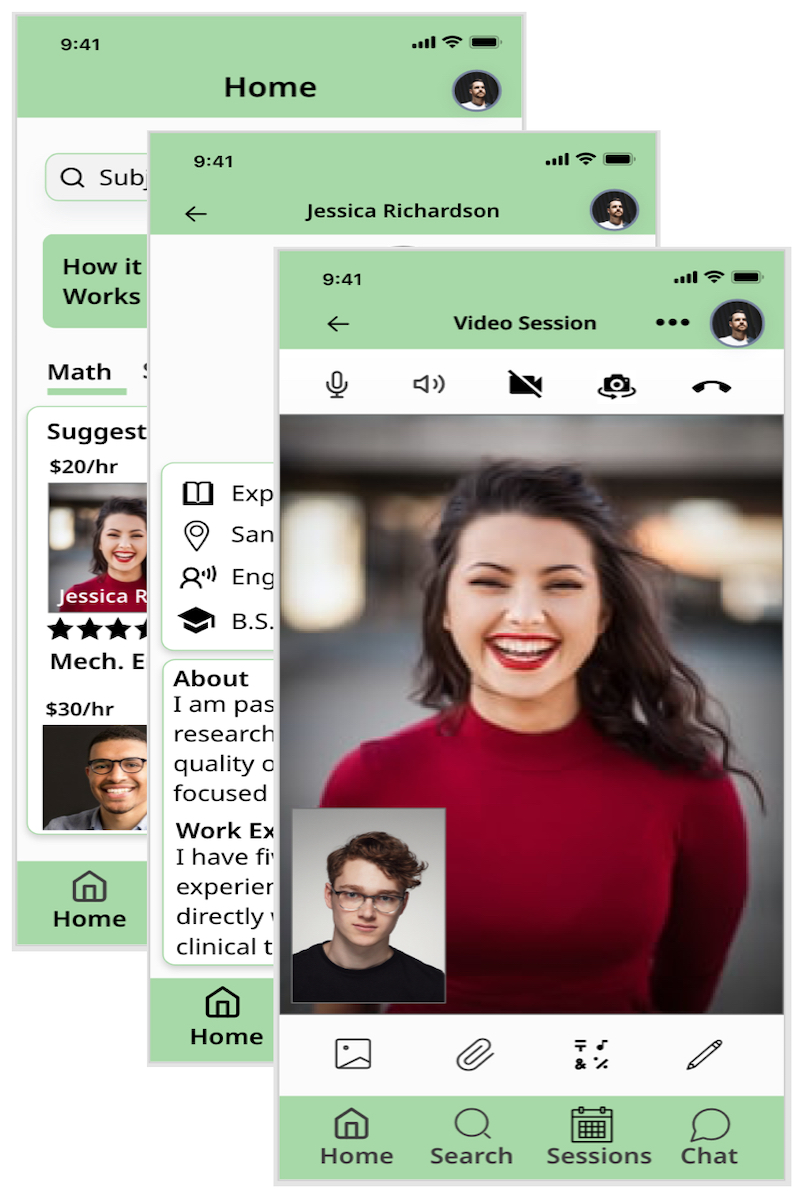 9:41
Home
Subj
How it
Works
Math
Suggest
$20/hr
Jessica R
Mech. E
$30/hr
Home
9:41
Jessica Richardson
Exp
San
Eng
B.S.
About
I am pas
research
quality o
focused
Work Ex
I have fiv
experien
directly
clinical t
Home
9:41
Video Session
&
Home
Search
Sessions
Chat